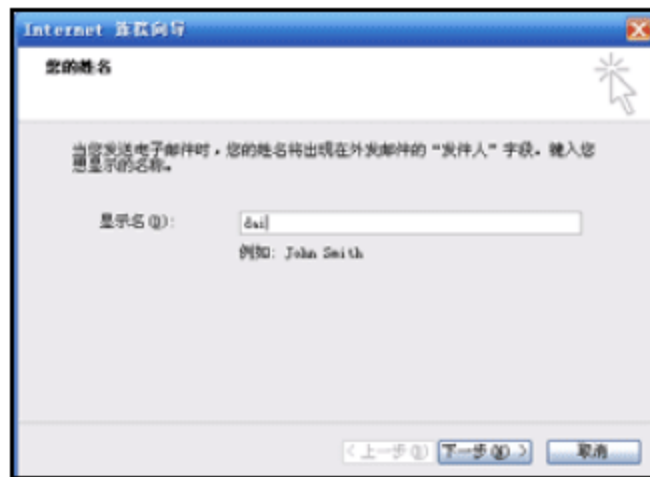 Internet 连接向导
您的姓名
当您发送电子邮件时,您的姓名将出现在外发邮件的“发件人”字段。键入您
想显示的名称。
显示名(D):
dai
例如: John Smith
< 上一步(B)
下一步(N) >
取消